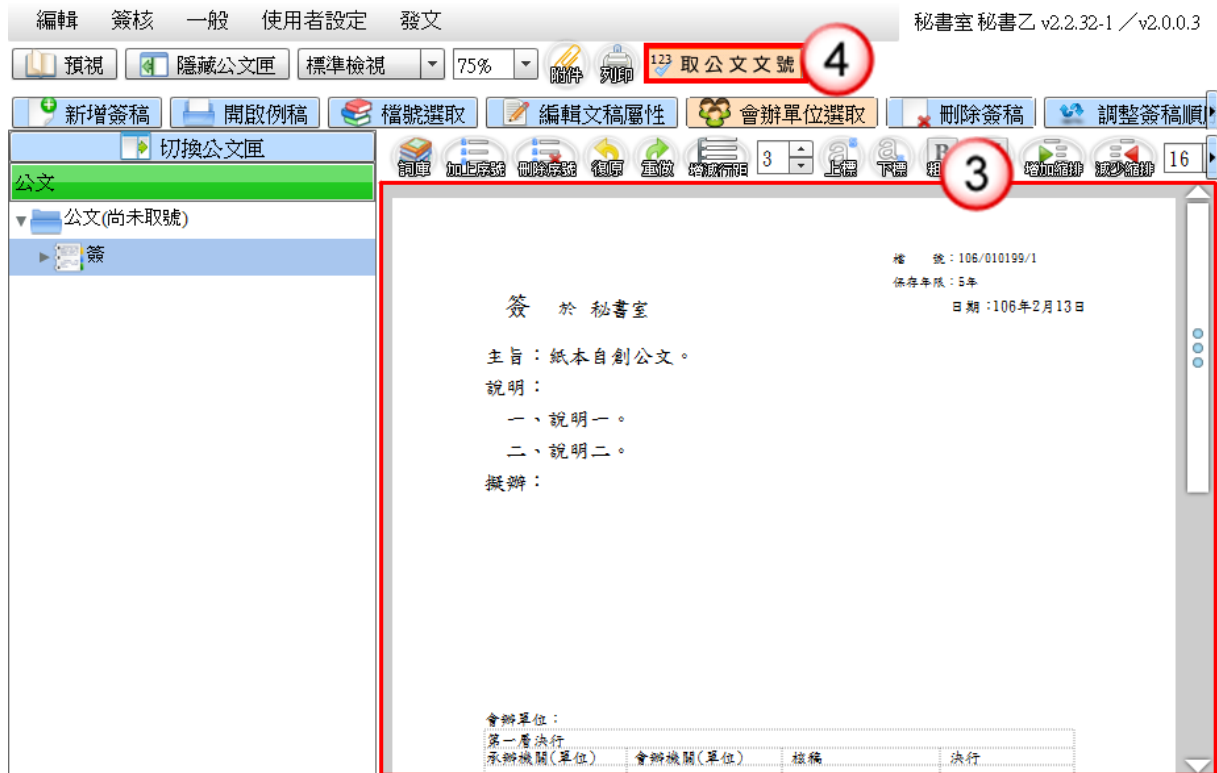 編輯 簽核 一般 使用者設定 發文 秘書室 秘書乙 v2.2.32-1／v2.0.0.3
預視 隱藏公文匣 標準檢視 75% 附件 列印 123 取公文文號 4
新增簽稿 開啟例稿 檔號選取 編輯文稿屬性 會辦單位選取 刪除簽稿 調整簽稿順
切換公文匣
詞庫 加上序號 刪除序號 復原 重做 增減行距 3 上標 下標 粗 3 增加縮排 減少縮排 16
公文
公文(尚未取號)
簽
檔 號：106/010199/1
保存年限：5年
簽 於 秘書室 日期：106年2月13日
主旨：紙本自創公文。
說明：
一、說明一。
二、說明二。
擬辦：
會辦單位：
第一層決行
承辦機關(單位) 會辦機關(單位) 核稿 決行